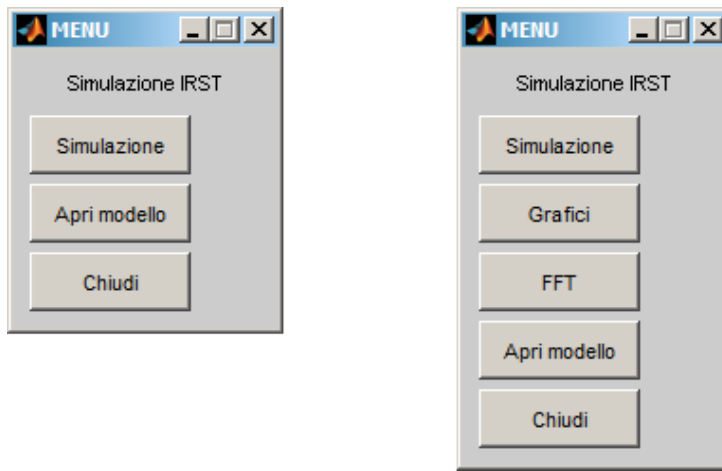 MENU
Simulazione IRST
Simulazione
Apri modello
Chiudi
MENU
Simulazione IRST
Simulazione
Grafici
FFT
Apri modello
Chiudi